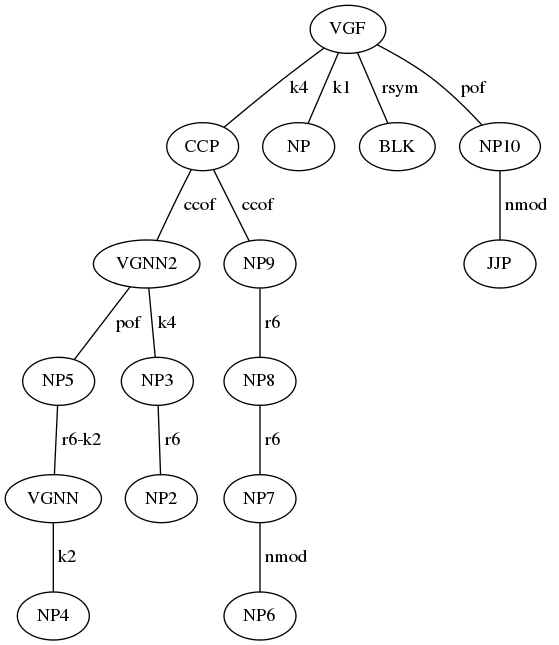 VGF
k4 k1 rsym pof
CCP NP BLK NP10
ccof ccof nmod
VGNN2 NP9 JJP
pof k4 r6
NP5 NP3 NP8
r6-k2 r6 r6
VGNN NP2 NP7
k2 nmod
NP4 NP6